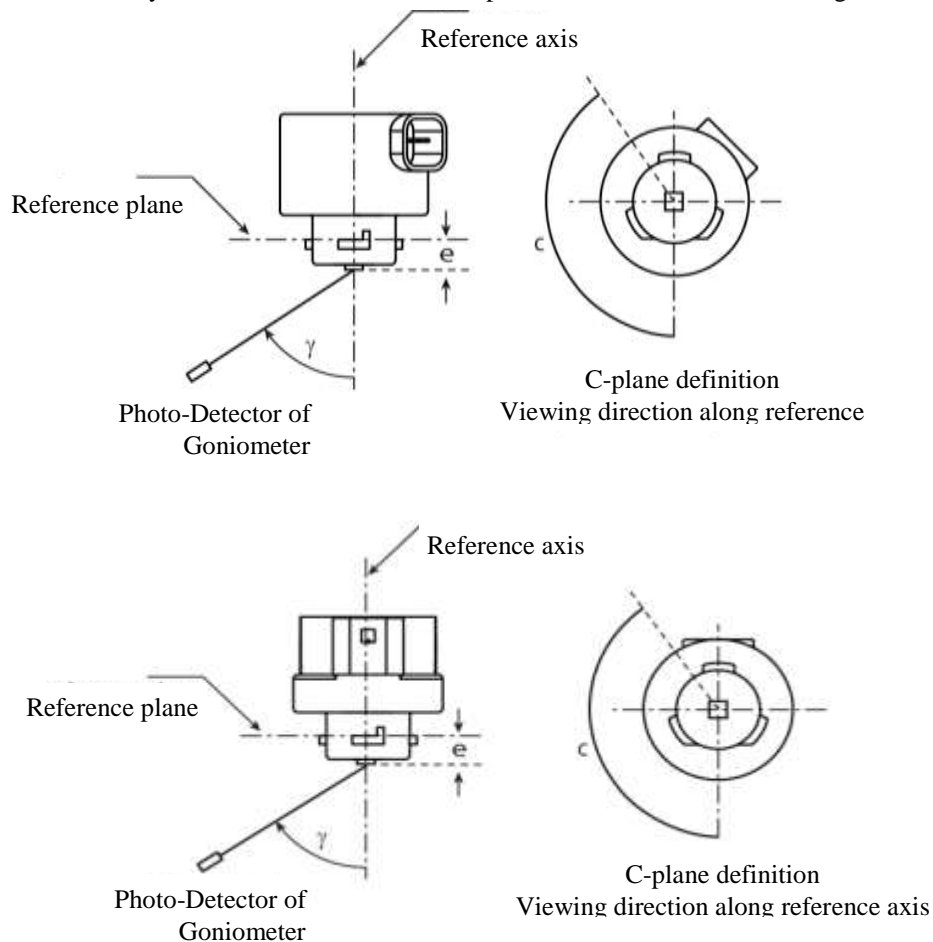 Reference axis
Reference plane
e
c
γ
C-plane definition
Viewing direction along reference
Photo-Detector of
Goniometer
Reference axis
Reference plane
e
c
γ
C-plane definition
Viewing direction along reference axis
Photo-Detector of
Goniometer